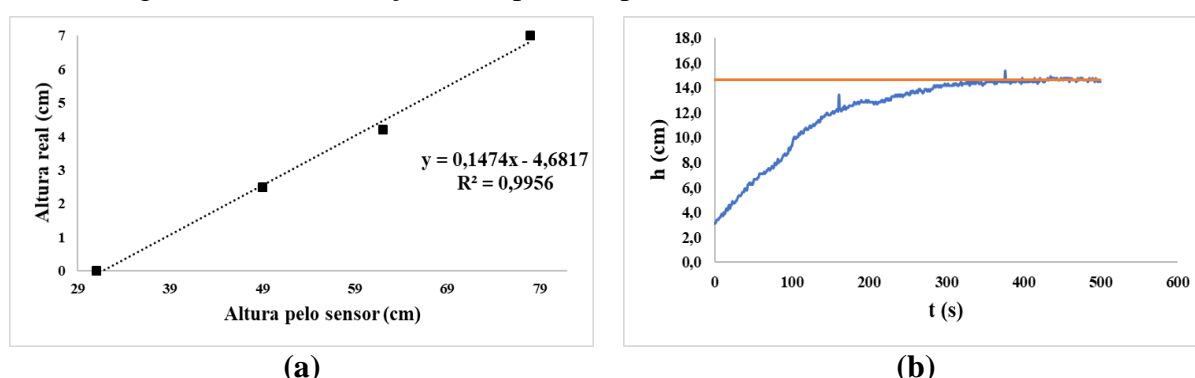 7
6
5
4
3
2
1
0
Altura real (cm)
y = 0,1474x - 4,6817
R² = 0,9956
29 39 49 59 69 79
Altura pelo sensor (cm)
(a)
18,0
16,0
14,0
12,0
10,0
8,0
6,0
4,0
2,0
0,0
h (cm)
0 100 200 300 400 500 600
t (s)
(b)